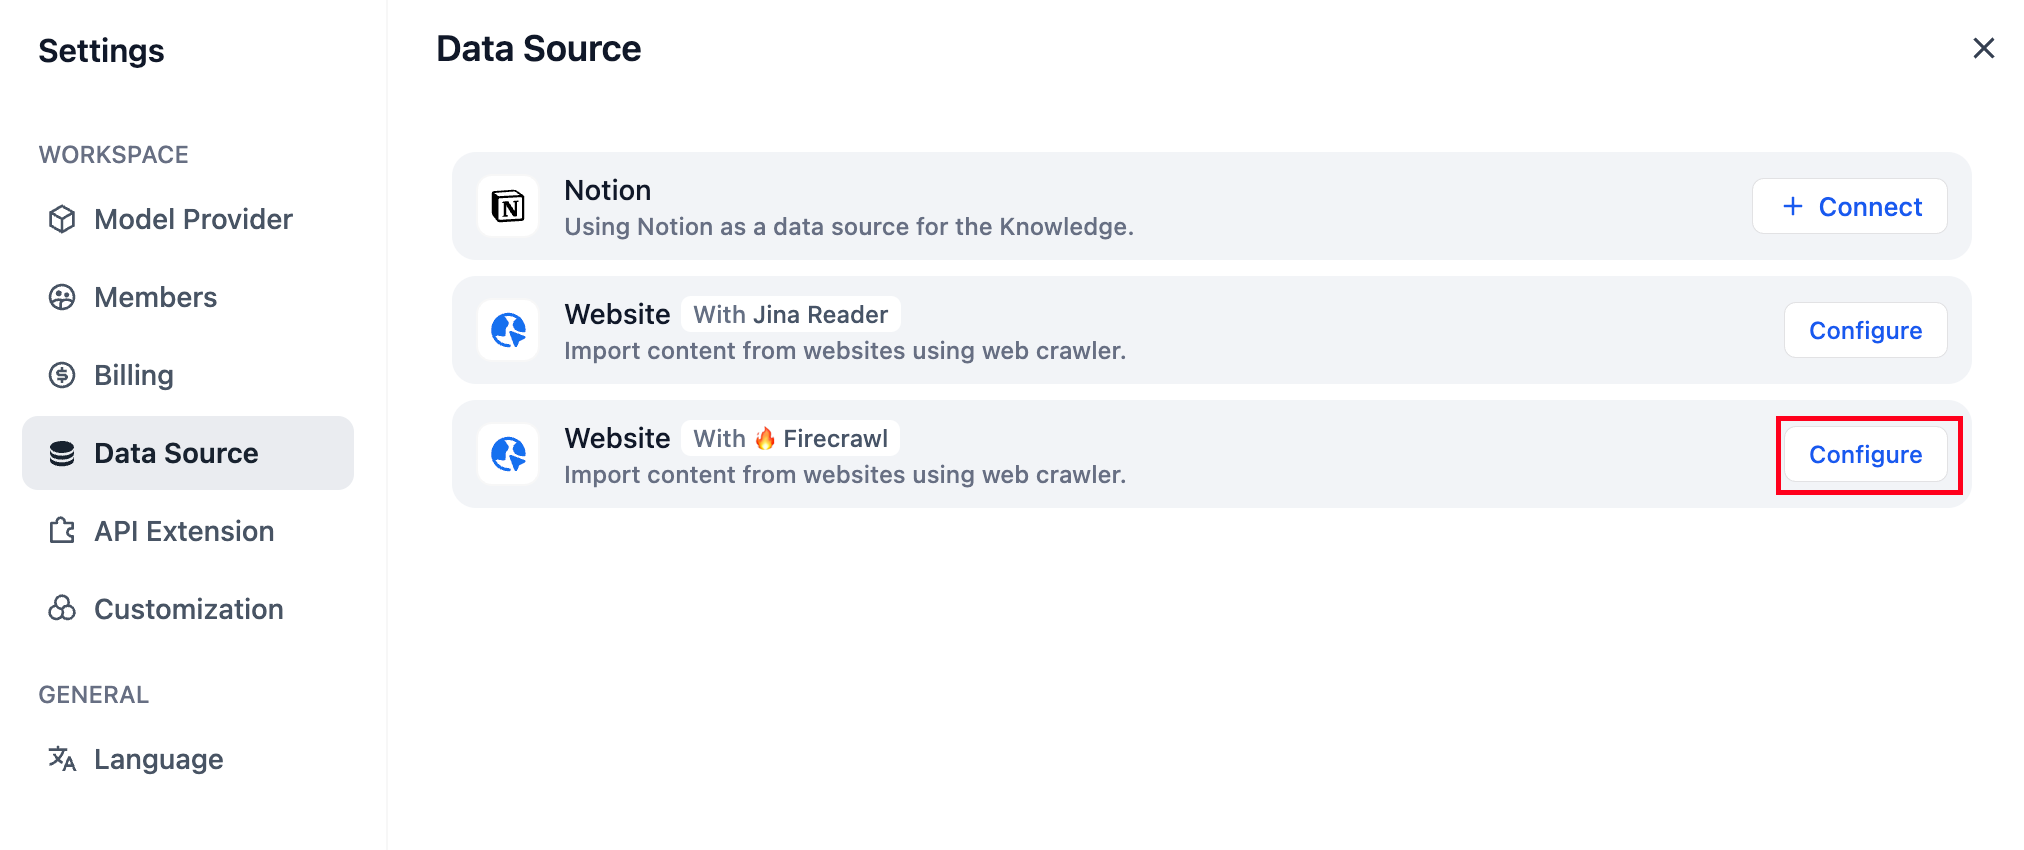 Settings
WORKSPACE
Model Provider
Members
Billing
Data Source
API Extension
Customization
GENERAL
Language
Data Source
Notion
Using Notion as a data source for the Knowledge.
+ Connect
Website With Jina Reader
Import content from websites using web crawler.
Configure
Website With 🔥 Firecrawl
Import content from websites using web crawler.
Configure